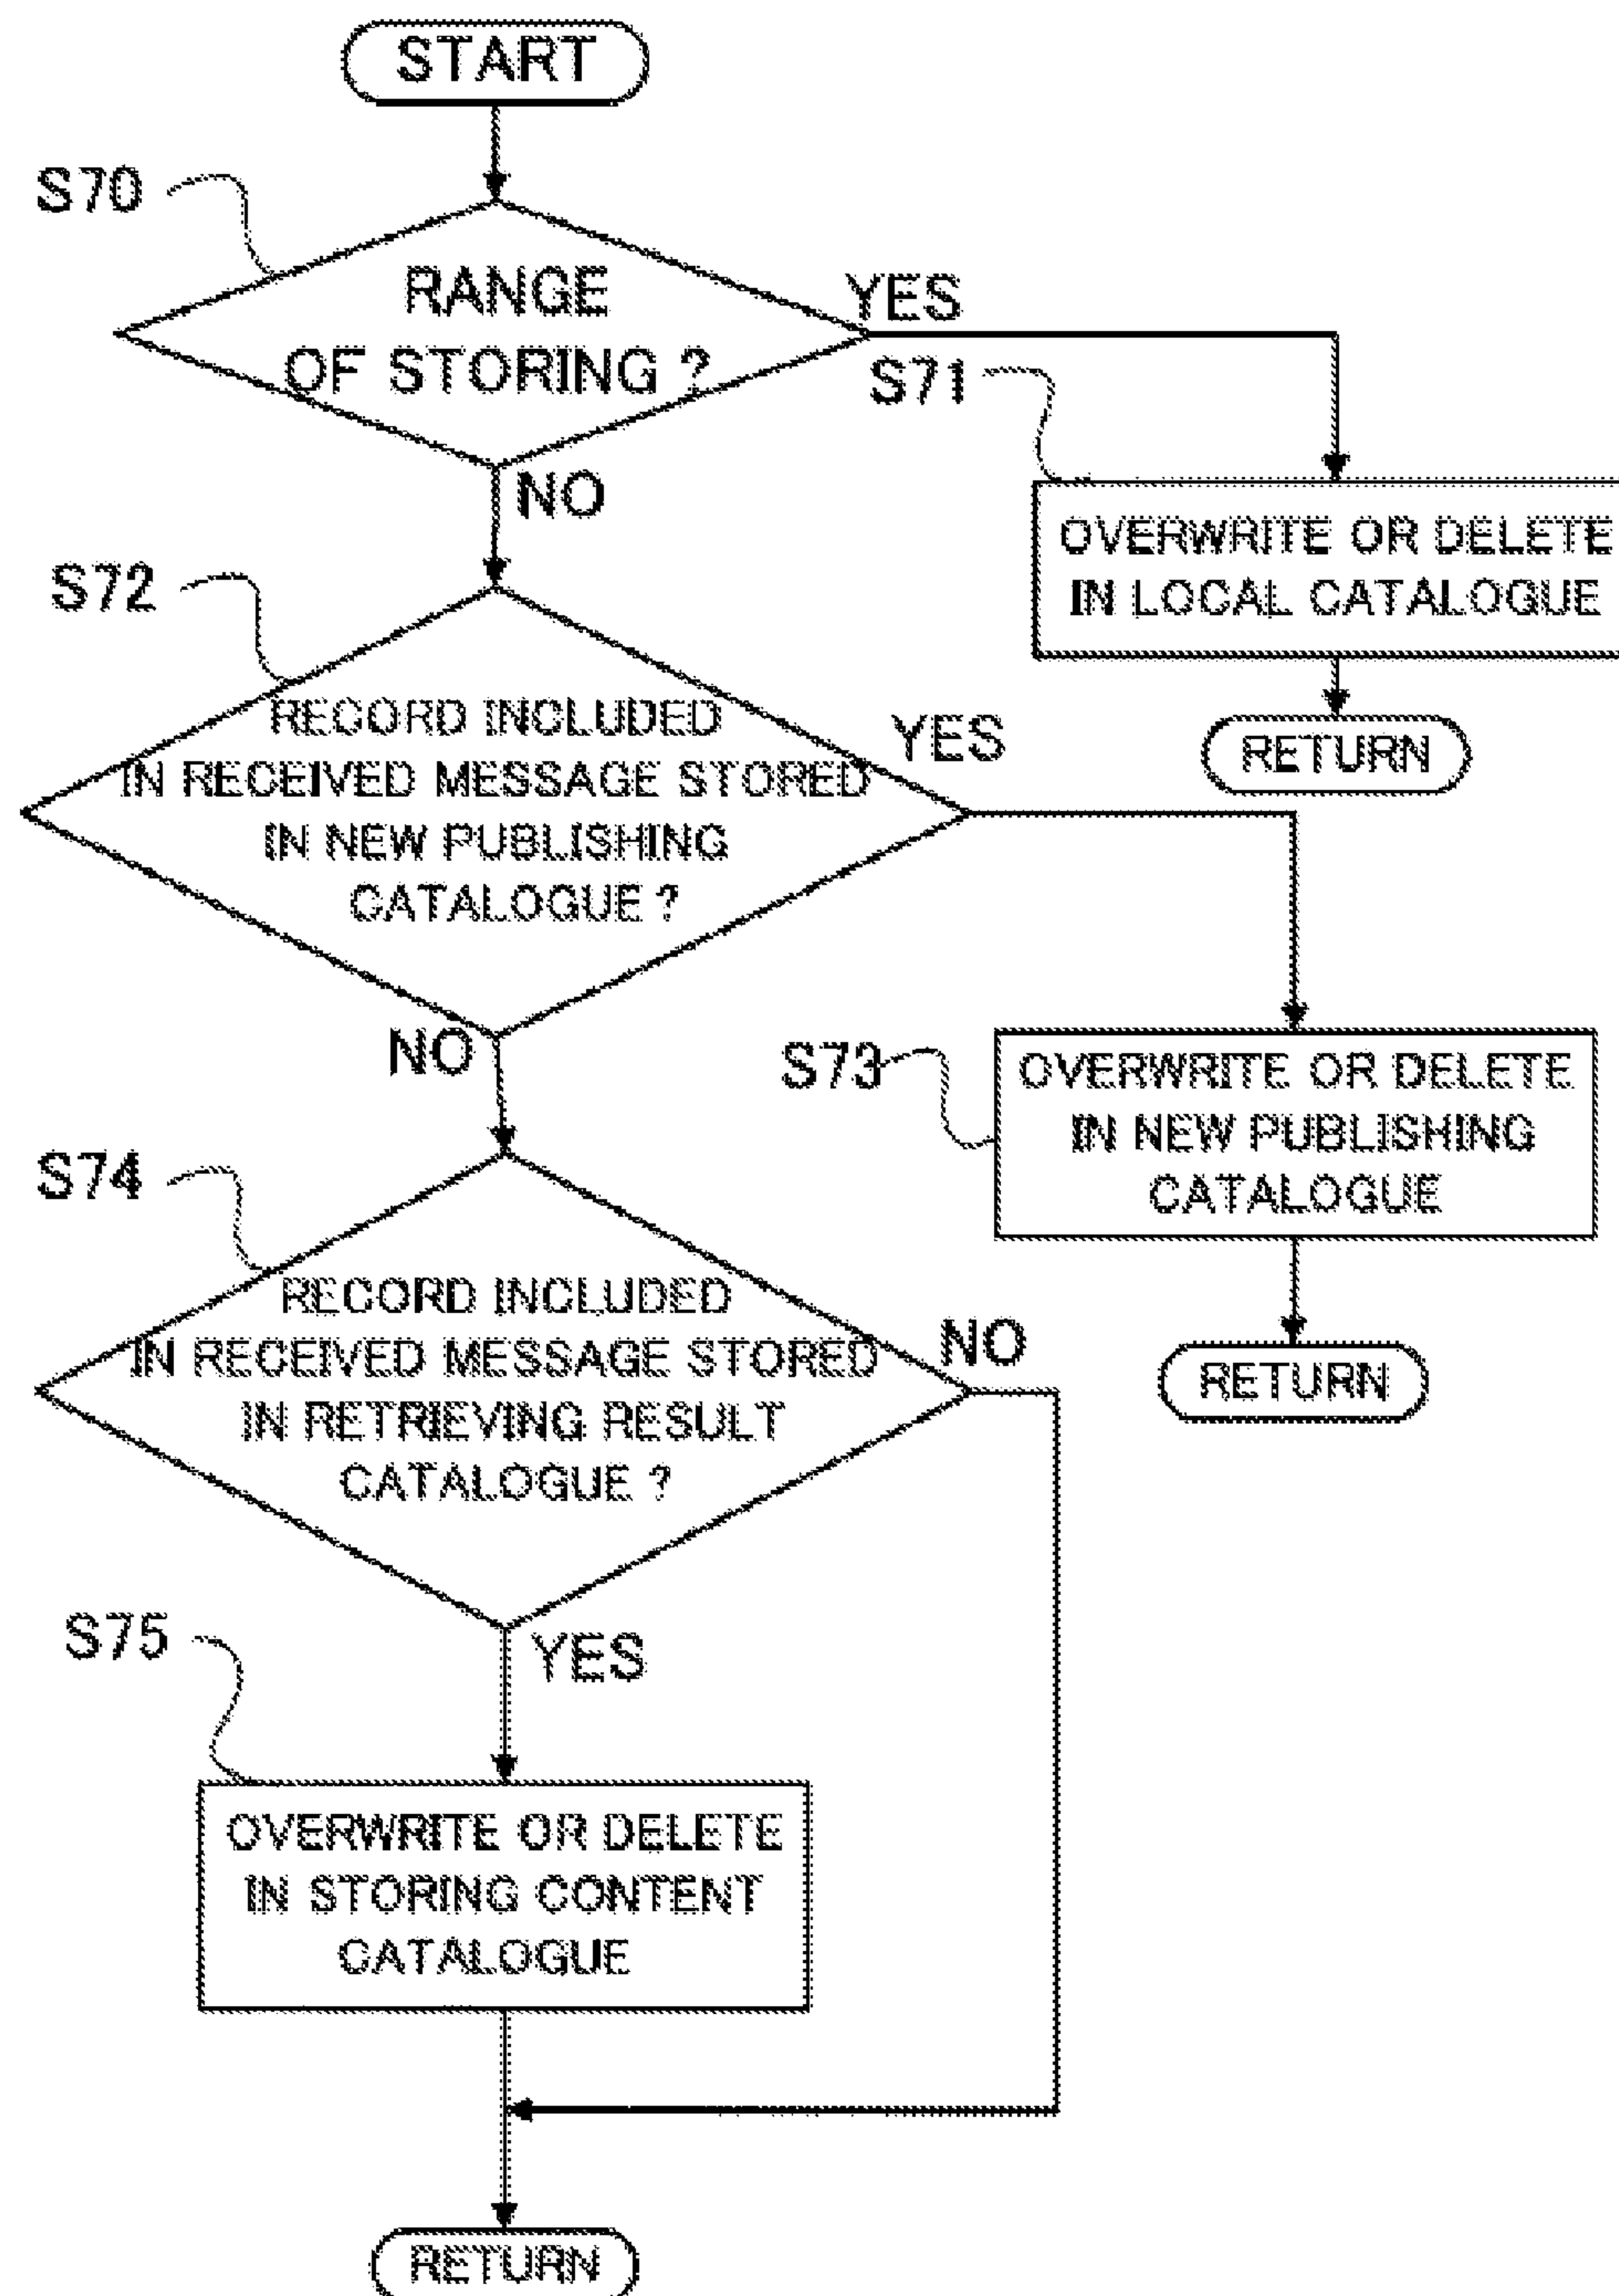 START
S70
RANGE
OF STORING ?
YES
S71
NO
OVERWRITE OR DELETE
IN LOCAL CATALOGUE
RETURN
S72
RECORD INCLUDED
IN RECEIVED MESSAGE STORED
IN NEW PUBLISHING
CATALOGUE ?
YES
NO
S73
OVERWRITE OR DELETE
IN NEW PUBLISHING
CATALOGUE
RETURN
S74
RECORD INCLUDED
IN RECEIVED MESSAGE STORED
IN RETRIEVING RESULT
CATALOGUE ?
NO
YES
S75
OVERWRITE OR DELETE
IN STORING CONTENT
CATALOGUE
RETURN